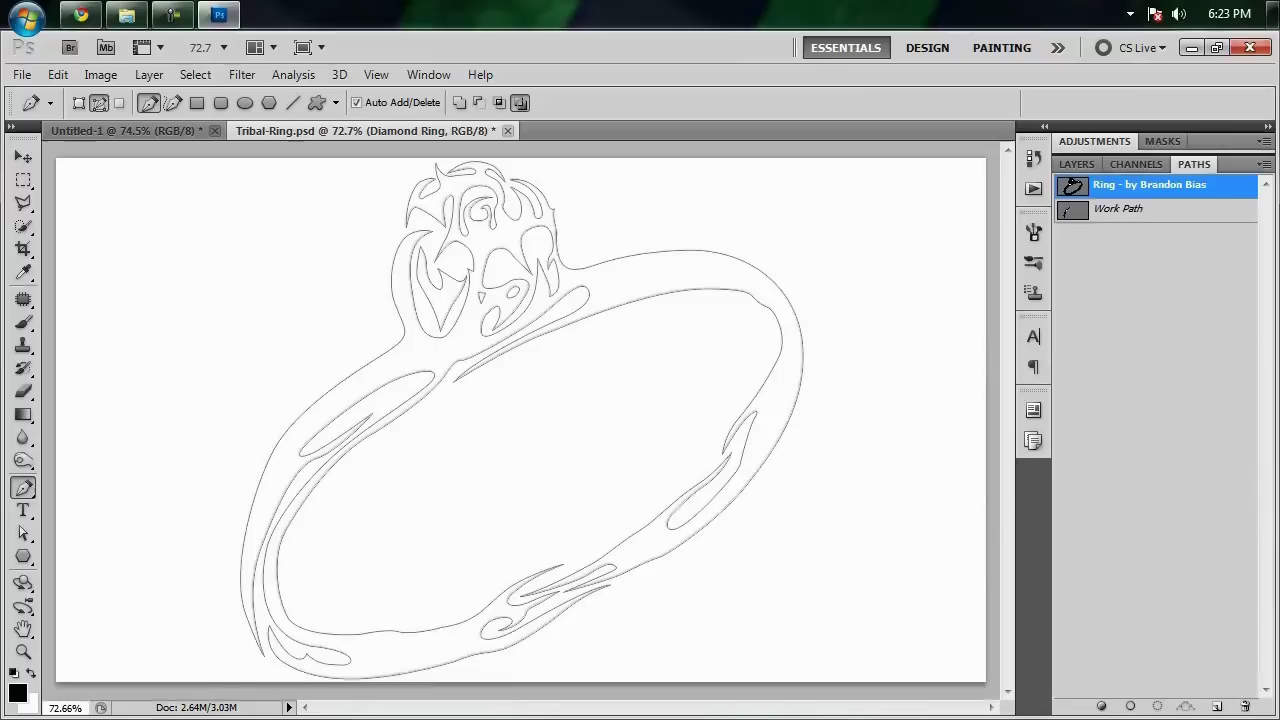 6:23 PM
Ps Br Mb 72.7 ESSENTIALS DESIGN PAINTING CS Live
File Edit Image Layer Select Filter Analysis 3D View Window Help
Auto Add/Delete
Untitled-1 @ 74.5% (RGB/8) * Tribal-Ring.psd @ 72.7% (Diamond Ring, RGB/8) *
ADJUSTMENTS MASKS
LAYERS CHANNELS PATHS
Ring - by Brandon Bias
Work Path
72.66% Doc: 2.64M/3.03M